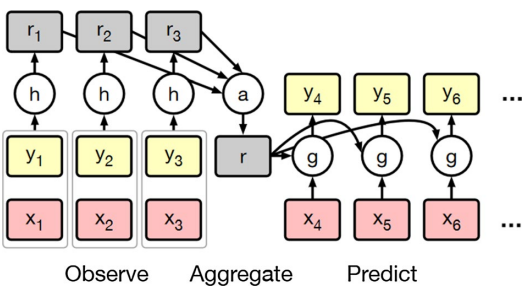 r1 r2 r3
h h h a
y4 y5 y6 ...
y1 y2 y3 r g g g
x1 x2 x3 x4 x5 x6 ...
Observe Aggregate Predict